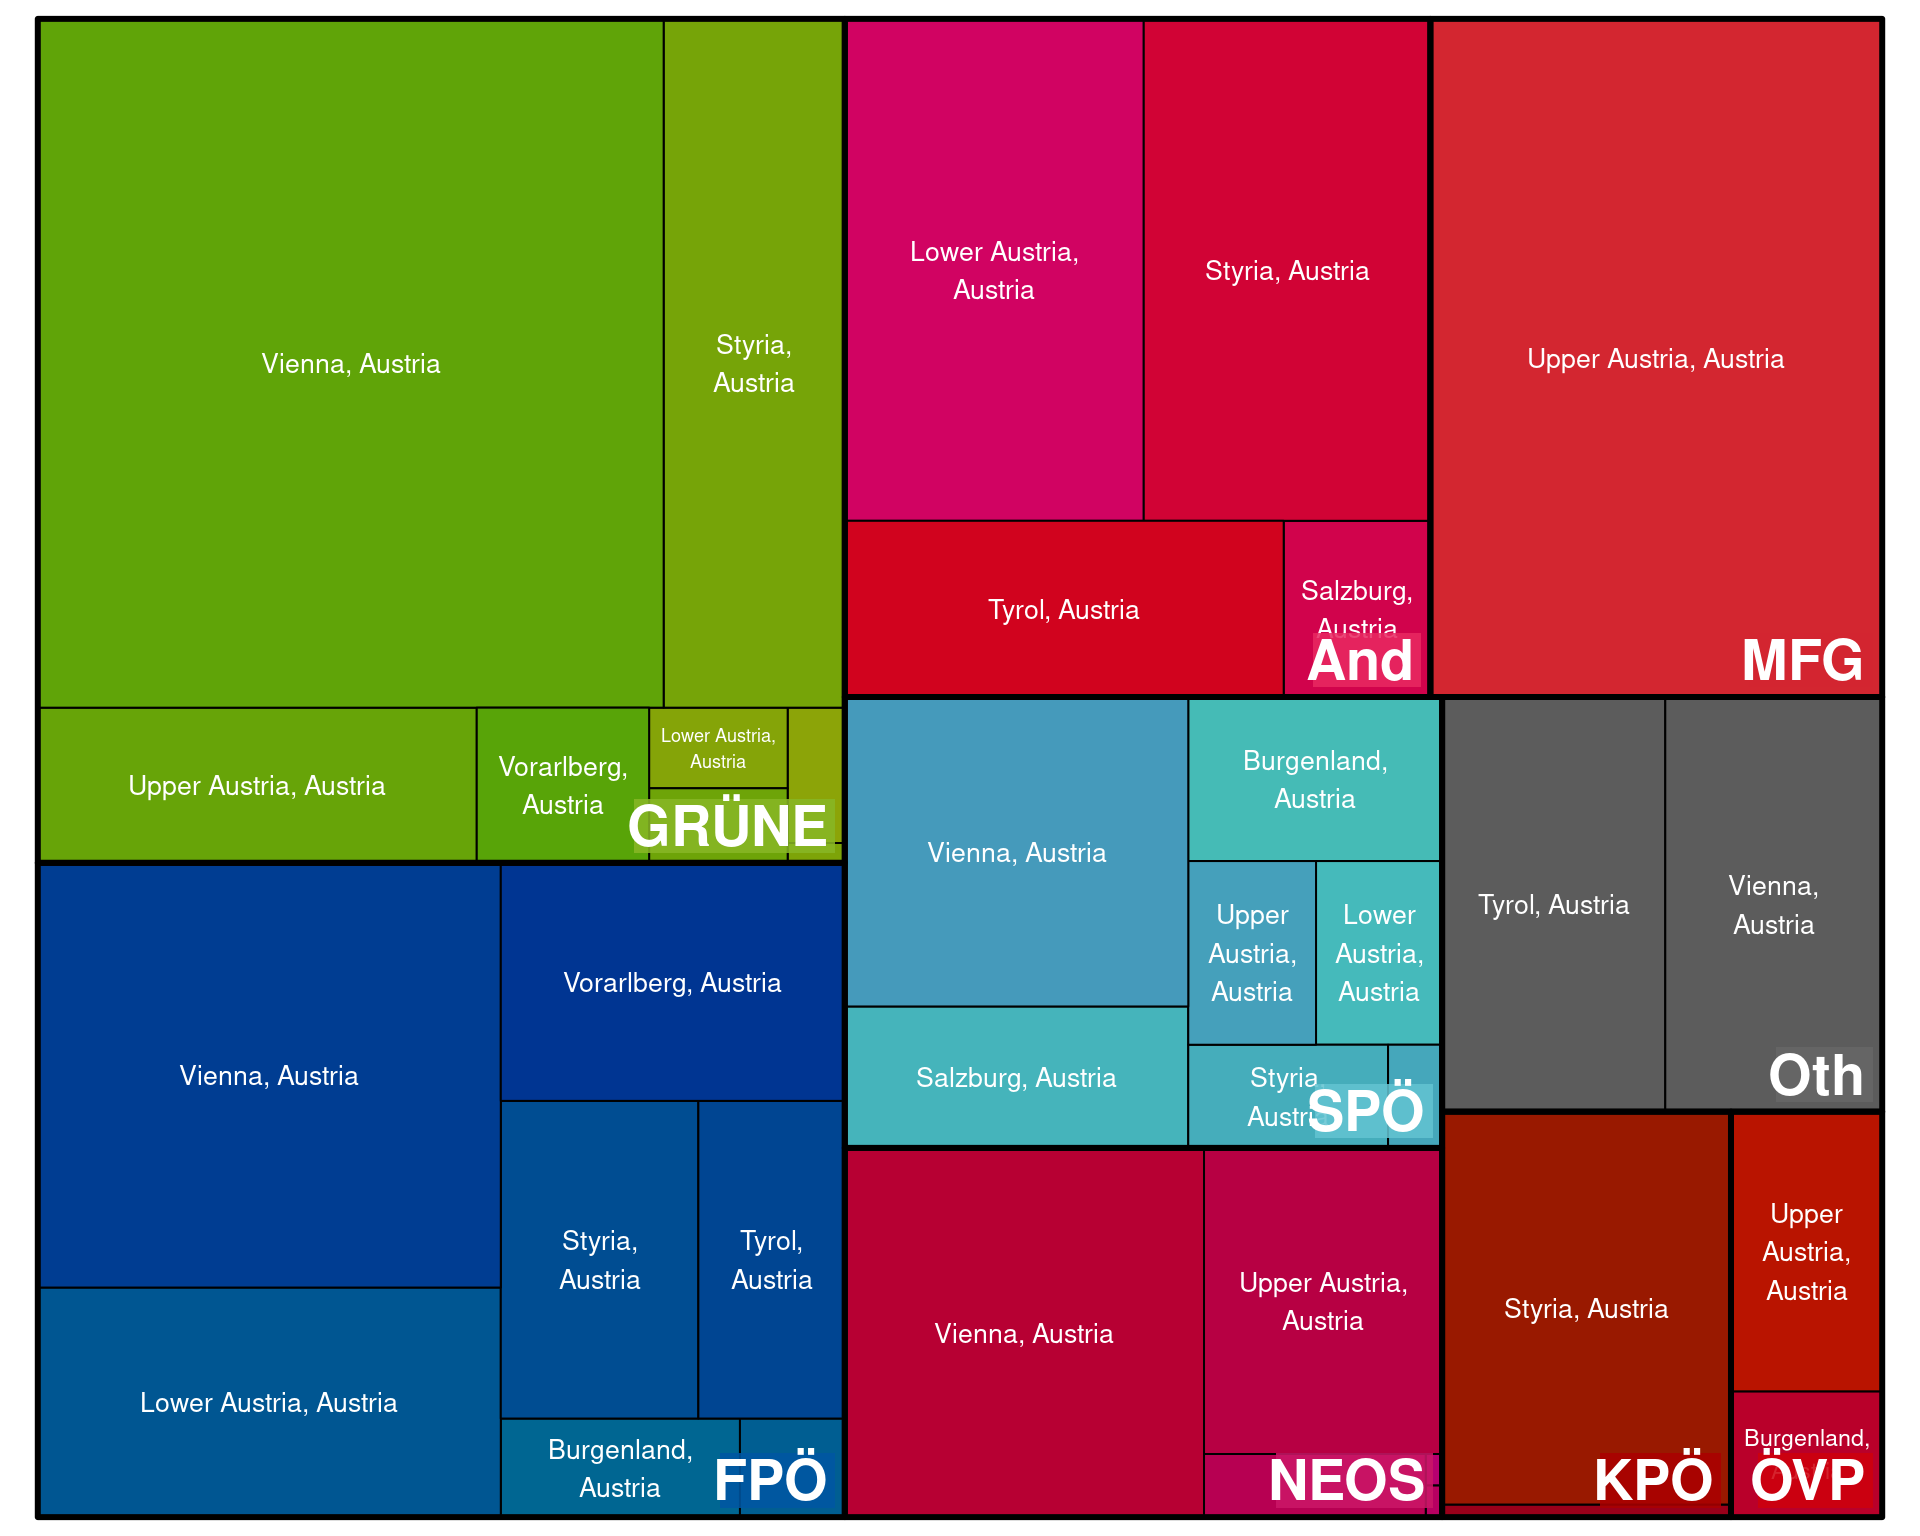 Vienna, Austria
Styria,
Austria
Upper Austria, Austria
Vorarlberg,
Austria
Lower Austria,
Austria
GRÜNE
Lower Austria,
Austria
Styria, Austria
Tyrol, Austria
Salzburg,
Austria
And
Upper Austria, Austria
MFG
Vienna, Austria
Vorarlberg, Austria
Styria,
Austria
Tyrol,
Austria
Lower Austria, Austria
Burgenland,
Austria
FPÖ
Vienna, Austria
Burgenland,
Austria
Upper
Austria,
Austria
Lower
Austria,
Austria
Salzburg, Austria
Styria,
Austria
SPÖ
Tyrol, Austria
Vienna,
Austria
Oth
Vienna, Austria
Upper Austria,
Austria
NEOS
Styria, Austria
KPÖ
Upper
Austria,
Austria
Burgenland,
ÖVP